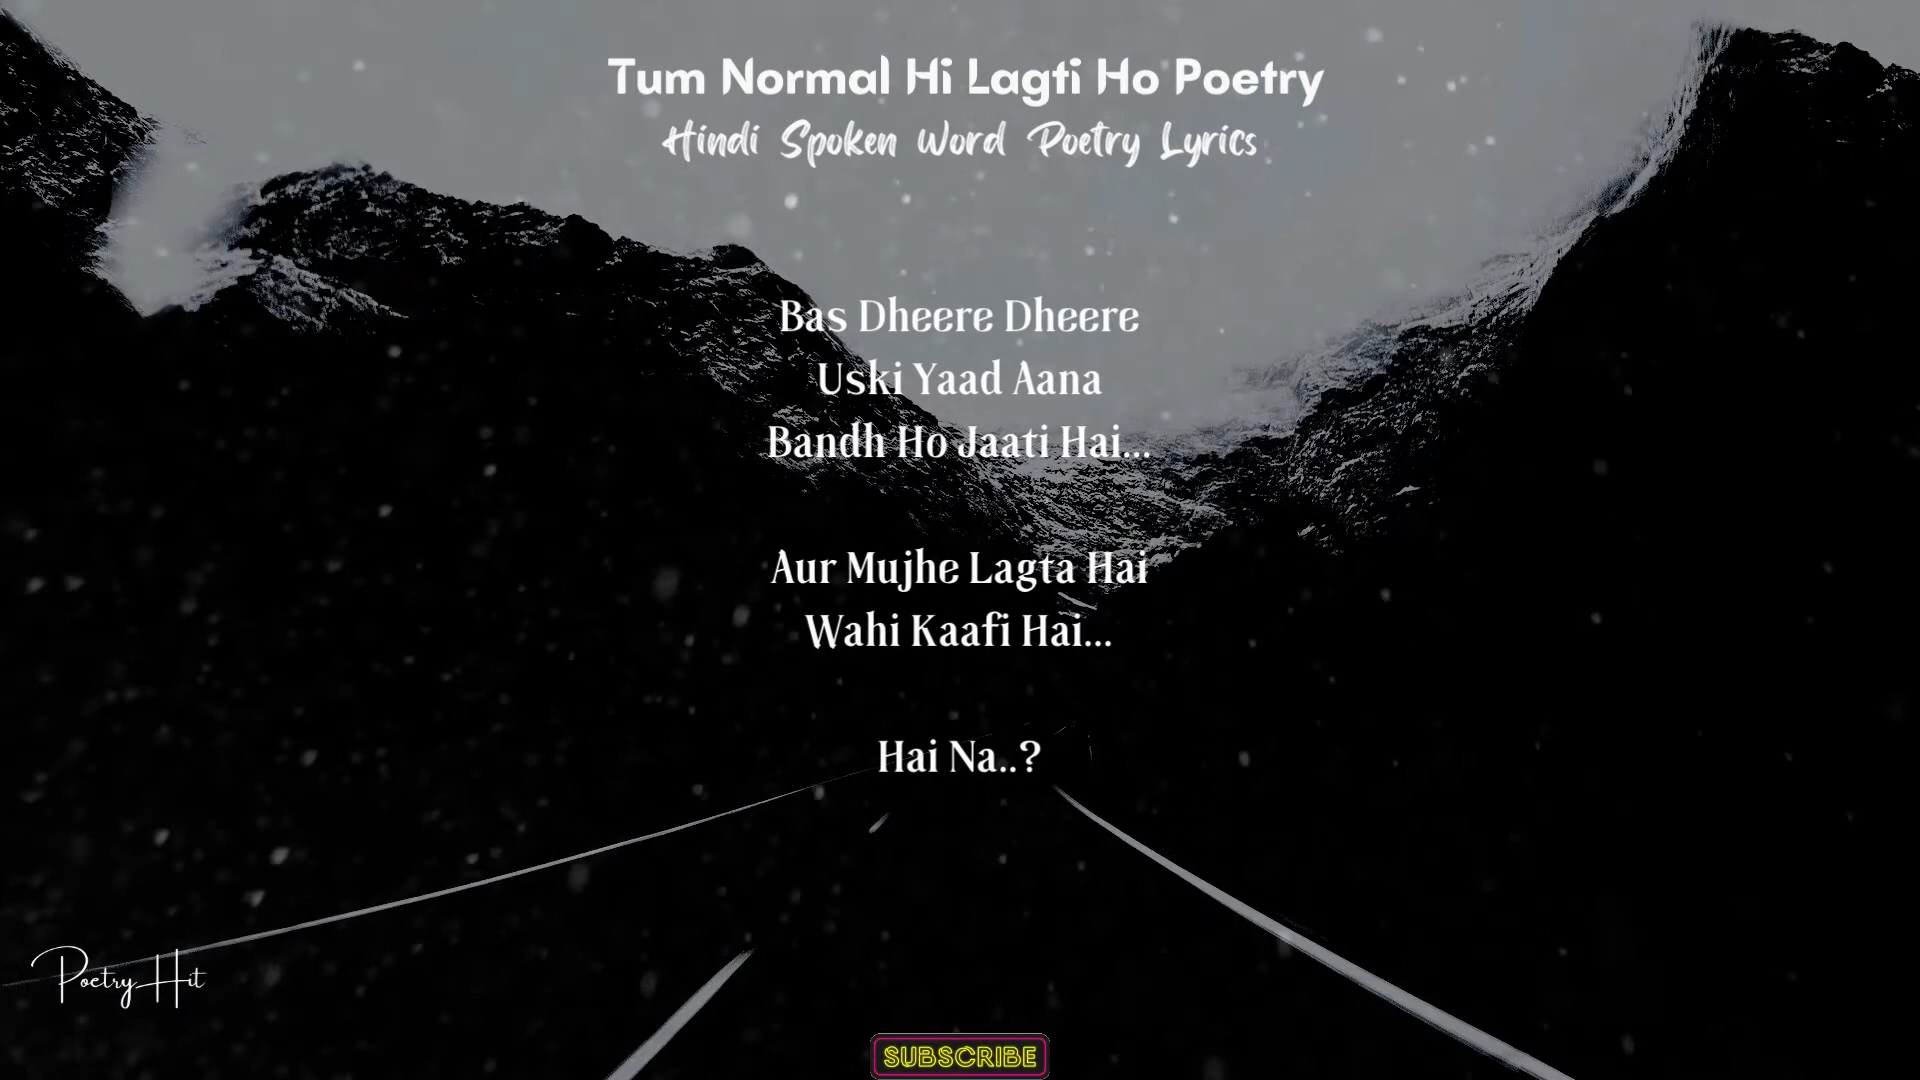 Tum Normal Hi Lagti Ho Poetry
Hindi Spoken Word Poetry Lyrics
Bas Dheere Dheere
Uski Yaad Aana
Bandh Ho Jaati Hai...
Aur Mujhe Lagta Hai
Wahi Kaafi Hai...
Hai Na..?
Poetry Hit
SUBSCRIBE